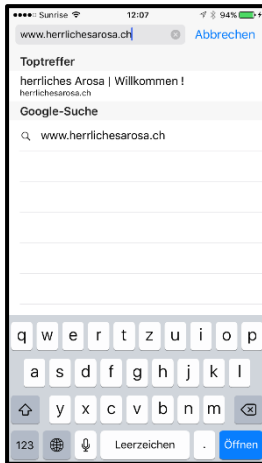 Sunrise 12:07 94%
www.herrlichesarosa.ch Abbrechen
Toptreffer
herrliches Arosa | Willkommen !
herrlichesarosa.ch
Google-Suche
www.herrlichesarosa.ch
q w e r t z u i o p
a s d f g h j k l
y x c v b n m
123 Leerzeichen . Öffnen